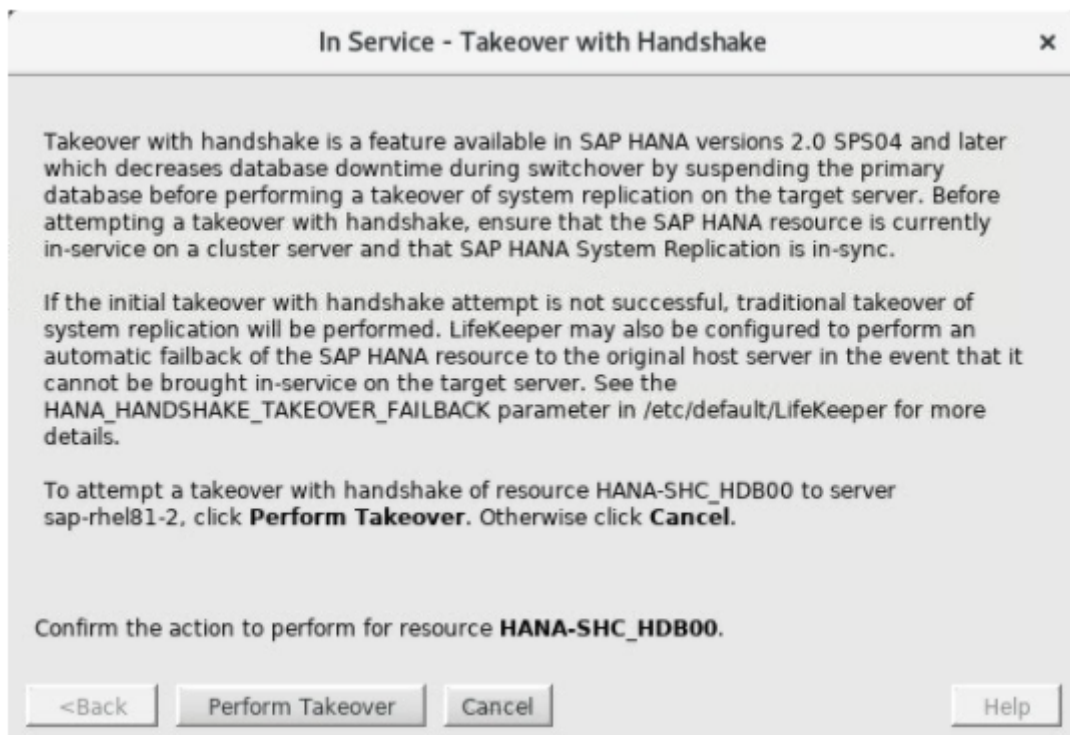 In Service - Takeover with Handshake
×
Takeover with handshake is a feature available in SAP HANA versions 2.0 SPS04 and later
which decreases database downtime during switchover by suspending the primary
database before performing a takeover of system replication on the target server. Before
attempting a takeover with handshake, ensure that the SAP HANA resource is currently
in-service on a cluster server and that SAP HANA System Replication is in-sync.
If the initial takeover with handshake attempt is not successful, traditional takeover of
system replication will be performed. LifeKeeper may also be configured to perform an
automatic failback of the SAP HANA resource to the original host server in the event that it
cannot be brought in-service on the target server. See the
HANA_HANDSHAKE_TAKEOVER_FAILBACK parameter in /etc/default/LifeKeeper for more
details.
To attempt a takeover with handshake of resource HANA-SHC_HDB00 to server
sap-rhel81-2, click Perform Takeover. Otherwise click Cancel.
Confirm the action to perform for resource HANA-SHC_HDB00.
<Back Perform Takeover Cancel Help